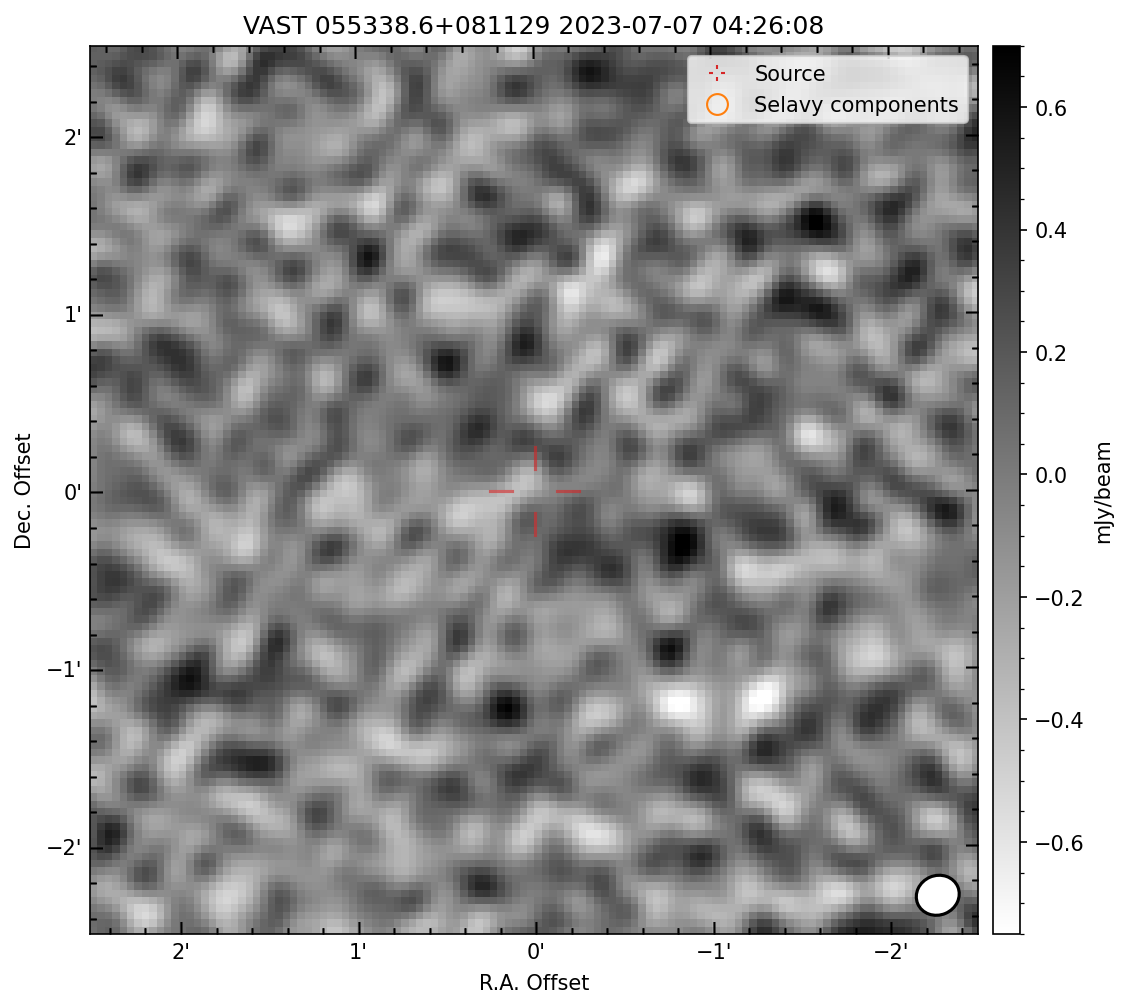 VAST 055338.6+081129 2023-07-07 04:26:08
Source
Selavy components
2'
1'
0'
−1'
−2'
Dec. Offset
2'
1'
0'
−1'
−2'
R.A. Offset
0.6
0.4
0.2
0.0
−0.2
−0.4
−0.6
mJy/beam